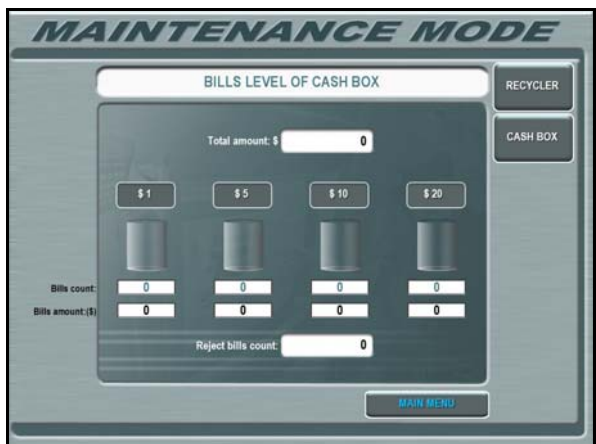 MAINTENANCE MODE
BILLS LEVEL OF CASH BOX
RECYCLER
CASH BOX
Total amount: $ 0
$ 1 $ 5 $ 10 $ 20
Bills count: 0 0 0 0
Bills amount:($) 0 0 0 0
Reject bills count: 0
MAIN MENU